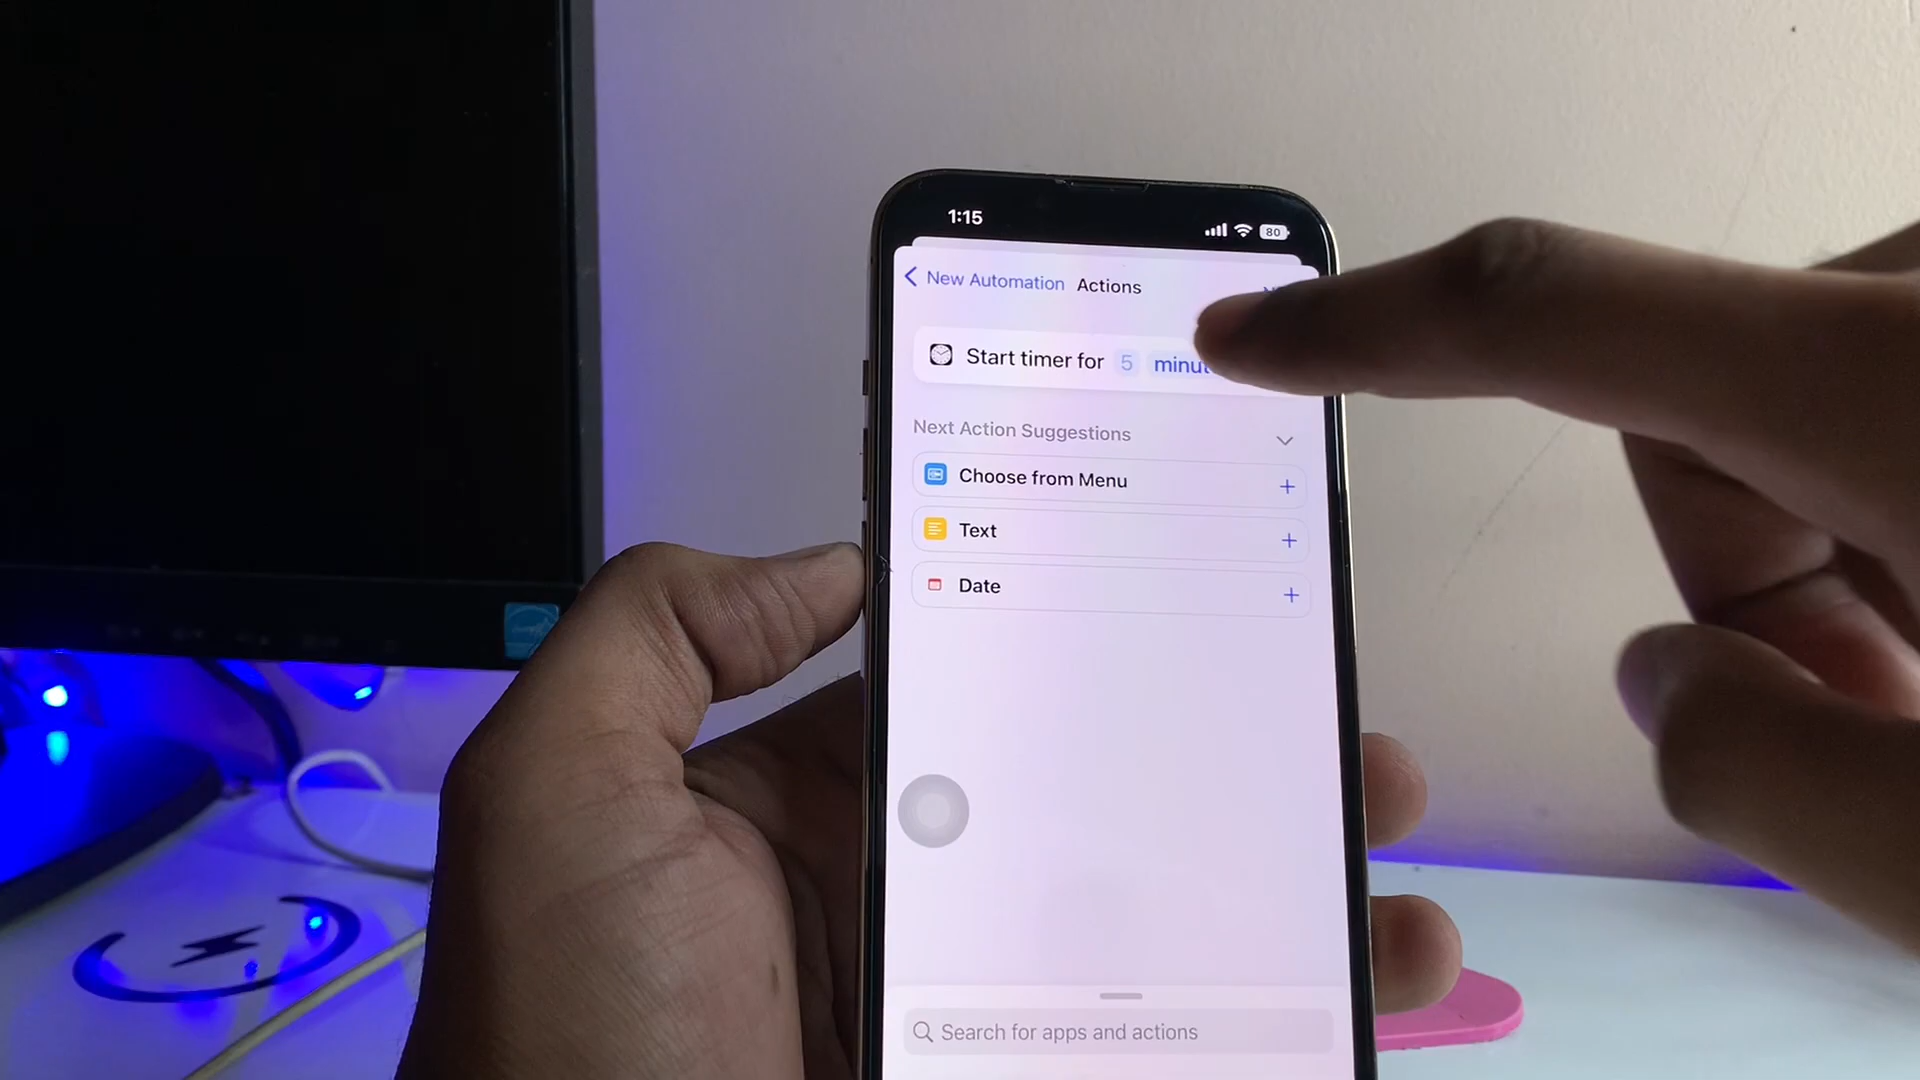 1:15
80
New Automation
Actions
Start timer for 5
Next Action Suggestions
Choose from Menu
Text
Date
Search for apps and actions